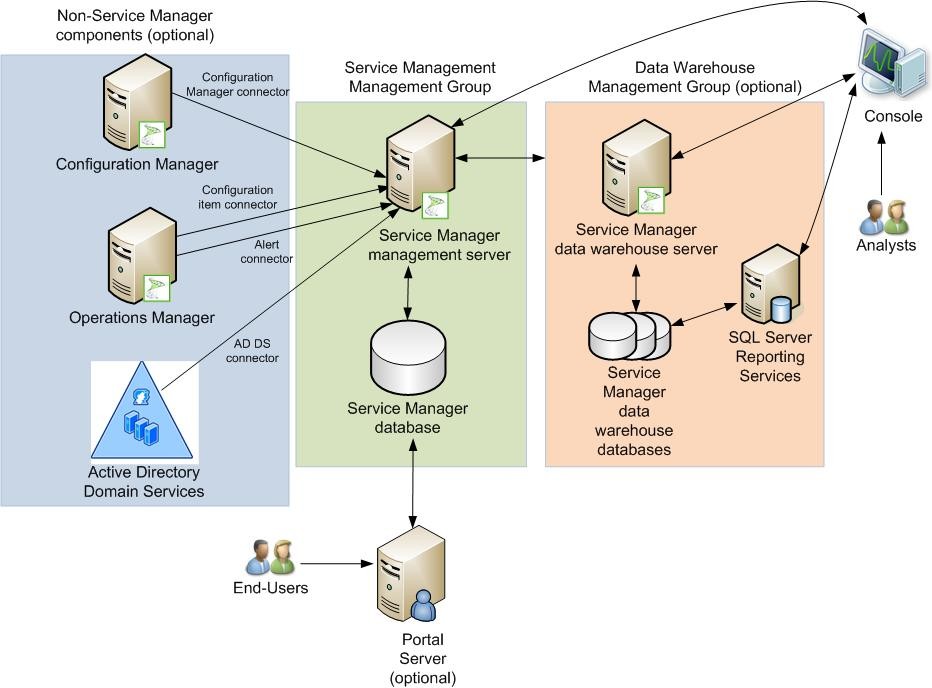 Non-Service Manager
components (optional)
Configuration
Manager connector
Configuration Manager
Configuration
item connector
Alert
connector
Operations Manager
AD DS
connector
Active Directory
Domain Services
Service Management
Management Group
Service Manager
management server
Service Manager
database
Data Warehouse
Management Group (optional)
Service Manager
data warehouse server
Service
Manager
data
warehouse
databases
SQL Server
Reporting
Services
Console
Analysts
End-Users
Portal
Server
(optional)